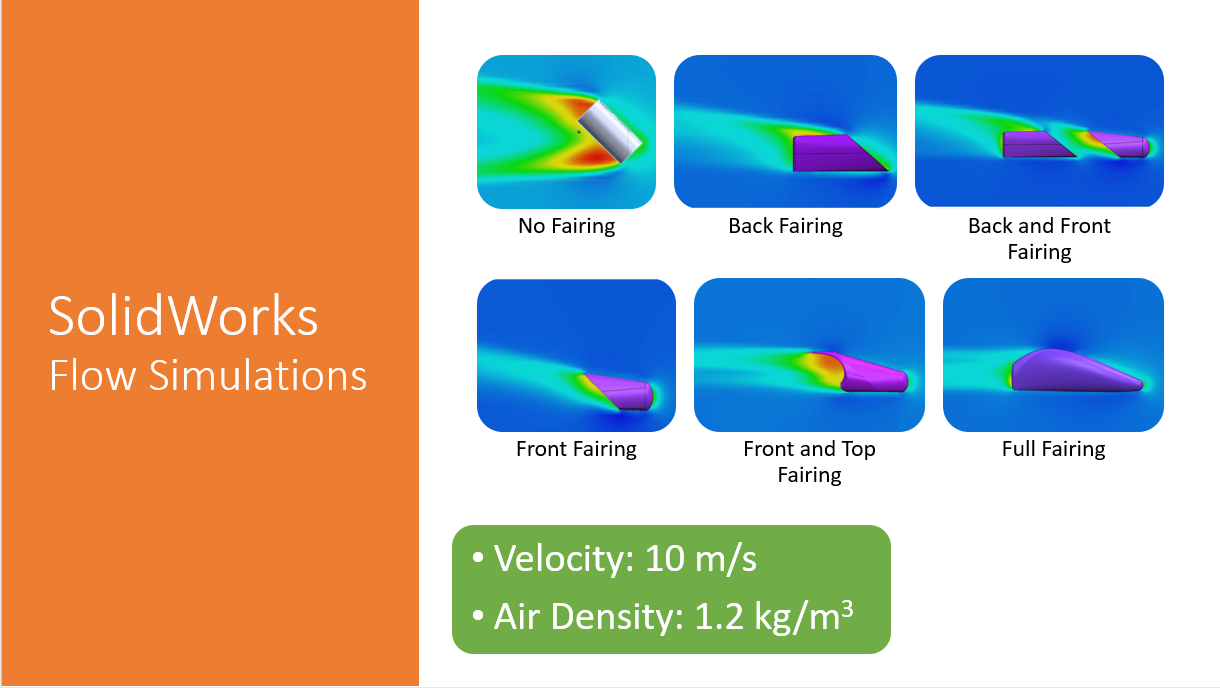 SolidWorks
Flow Simulations
No Fairing
Back Fairing
Back and Front
Fairing
Front Fairing
Front and Top
Fairing
Full Fairing
• Velocity: 10 m/s
• Air Density: 1.2 kg/m³